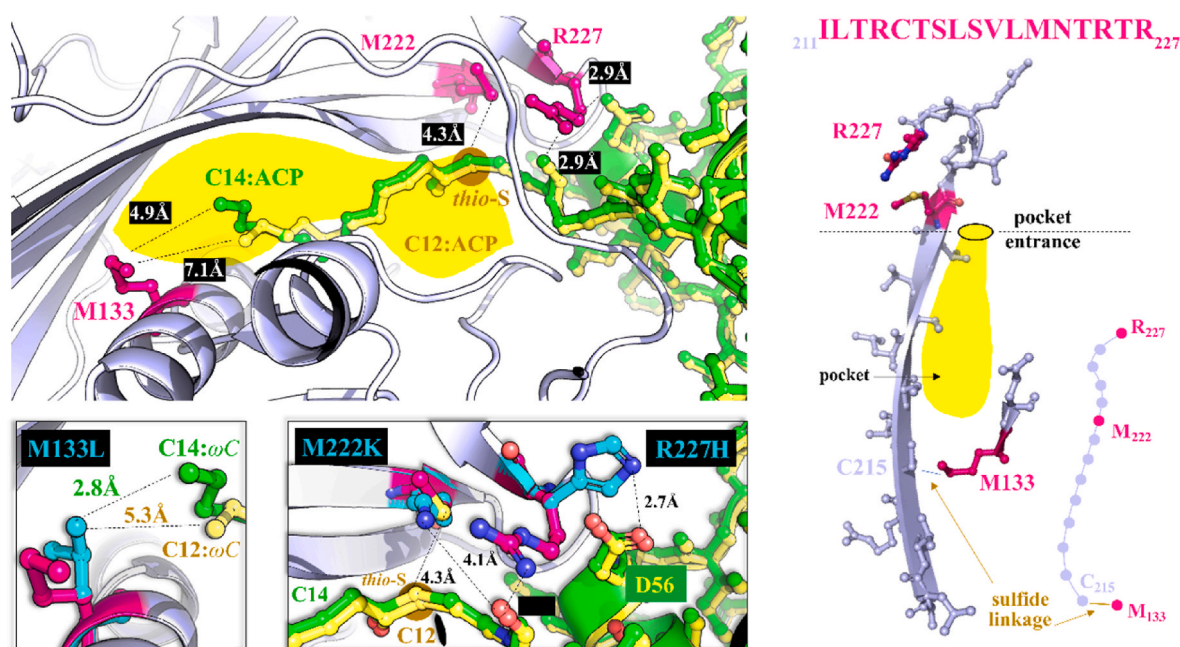 M222
R227
2.9Å
4.3Å
2.9Å
C14:ACP
thio-S
4.9Å
C12:ACP
7.1Å
M133
M133L
C14:ωC
2.8Å
5.3Å
C12:ωC
M222K
R227H
2.7Å
4.1Å
thio-S
4.3Å
D56
C14
C12
211ILTRCTSLSVLMNTRTR227
R227
M222
pocket
entrance
R227
pocket
M222
C215
M133
C215
sulfide
linkage
M133